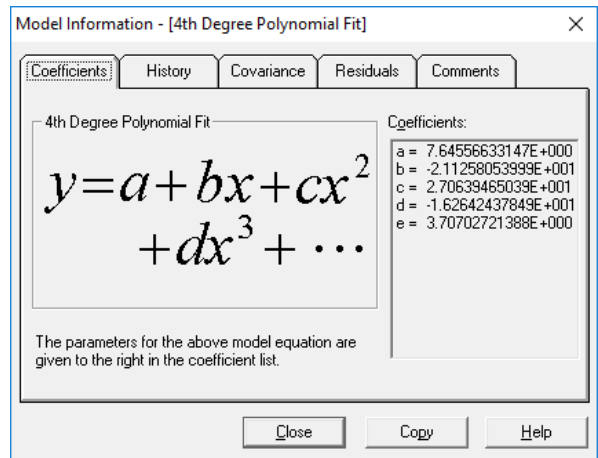 Model Information - [4th Degree Polynomial Fit]
Coefficients History Covariance Residuals Comments
4th Degree Polynomial Fit
y=a+bx+cx²
+dx³+ ⋯
The parameters for the above model equation are
given to the right in the coefficient list.
Coefficients:
a = 7.64556633147E+000
b = -2.11258053999E+001
c = 2.70639465039E+001
d = -1.62642437849E+001
e = 3.70702721388E+000
Close Copy Help